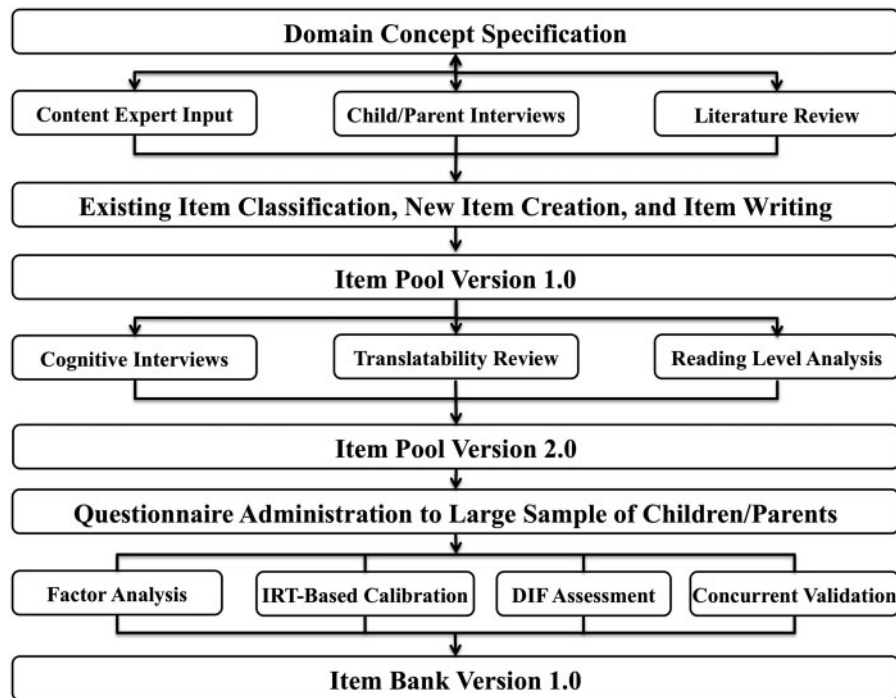 Domain Concept Specification
Content Expert Input
Child/Parent Interviews
Literature Review
Existing Item Classification, New Item Creation, and Item Writing
Item Pool Version 1.0
Cognitive Interviews
Translatability Review
Reading Level Analysis
Item Pool Version 2.0
Questionnaire Administration to Large Sample of Children/Parents
Factor Analysis
IRT-Based Calibration
DIF Assessment
Concurrent Validation
Item Bank Version 1.0